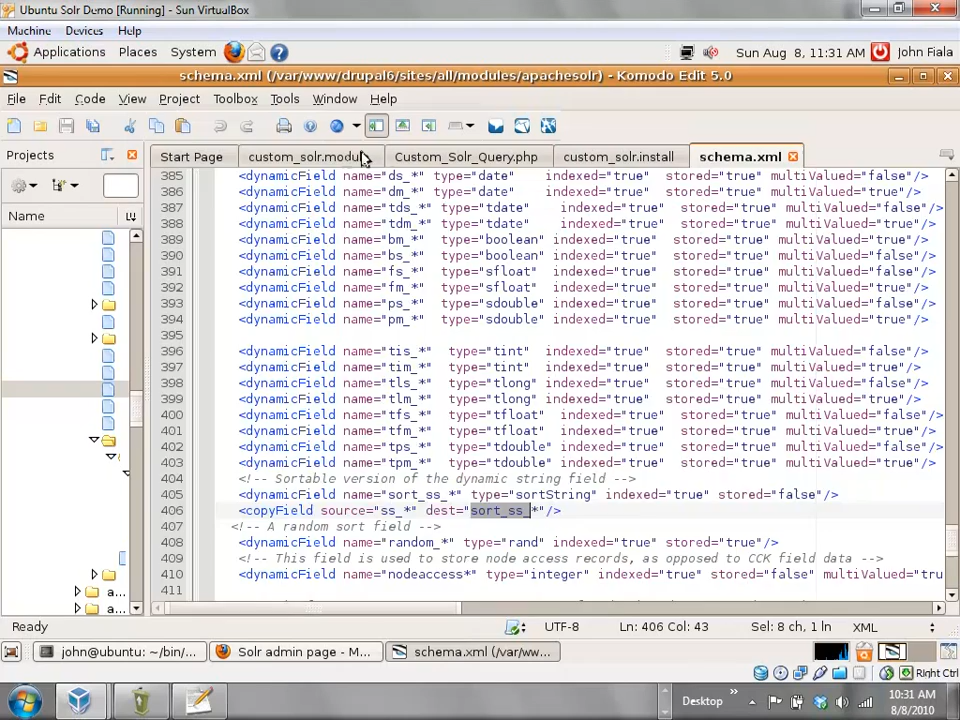 Ubuntu Solr Demo [Running] - Sun VirtualBox
Machine Devices Help
Applications Places System Sun Aug 8, 11:31 AM John Fiala
schema.xml (/var/www/drupal6/sites/all/modules/apachesolr) - Komodo Edit 5.0
File Edit Code View Project Toolbox Tools Window Help
Projects Start Page custom_solr.module Custom_Solr_Query.php custom_solr.install schema.xml
Name
385 <dynamicField name="ds_*" type="date" indexed="true" stored="true" multiValued="false"/>
386 <dynamicField name="dm_*" type="date" indexed="true" stored="true" multiValued="true"/>
387 <dynamicField name="tds_*" type="tdate" indexed="true" stored="true" multiValued="false"/>
388 <dynamicField name="tdm_*" type="tdate" indexed="true" stored="true" multiValued="true"/>
389 <dynamicField name="bm_*" type="boolean" indexed="true" stored="true" multiValued="true"/>
390 <dynamicField name="bs_*" type="boolean" indexed="true" stored="true" multiValued="false"/>
391 <dynamicField name="fs_*" type="sfloat" indexed="true" stored="true" multiValued="false"/>
392 <dynamicField name="fm_*" type="sfloat" indexed="true" stored="true" multiValued="true"/>
393 <dynamicField name="ps_*" type="sdouble" indexed="true" stored="true" multiValued="false"/>
394 <dynamicField name="pm_*" type="sdouble" indexed="true" stored="true" multiValued="true"/>
395
396 <dynamicField name="tis_*" type="tint" indexed="true" stored="true" multiValued="false"/>
397 <dynamicField name="tim_*" type="tint" indexed="true" stored="true" multiValued="true"/>
398 <dynamicField name="tls_*" type="tlong" indexed="true" stored="true" multiValued="false"/>
399 <dynamicField name="tlm_*" type="tlong" indexed="true" stored="true" multiValued="true"/>
400 <dynamicField name="tfs_*" type="tfloat" indexed="true" stored="true" multiValued="false"/>
401 <dynamicField name="tfm_*" type="tfloat" indexed="true" stored="true" multiValued="true"/>
402 <dynamicField name="tps_*" type="tdouble" indexed="true" stored="true" multiValued="false"/>
403 <dynamicField name="tpm_*" type="tdouble" indexed="true" stored="true" multiValued="true"/>
404 <!-- Sortable version of the dynamic string field -->
405 <dynamicField name="sort_ss_*" type="sortString" indexed="true" stored="false"/>
406 <copyField source="ss_*" dest="sort_ss_*"/>
407 <!-- A random sort field -->
408 <dynamicField name="random_*" type="rand" indexed="true" stored="true"/>
409 <!-- This field is used to store node access records, as opposed to CCK field data -->
410 <dynamicField name="nodeaccess*" type="integer" indexed="true" stored="false" multiValued="tru
411
a...
a...
Ready UTF-8 Ln: 406 Col: 43 Sel: 8 ch, 1 ln XML
john@ubuntu: ~/bin/... Solr admin page - M... schema.xml (/var/ww...
Right Ctrl
Desktop 10:31 AM
8/8/2010